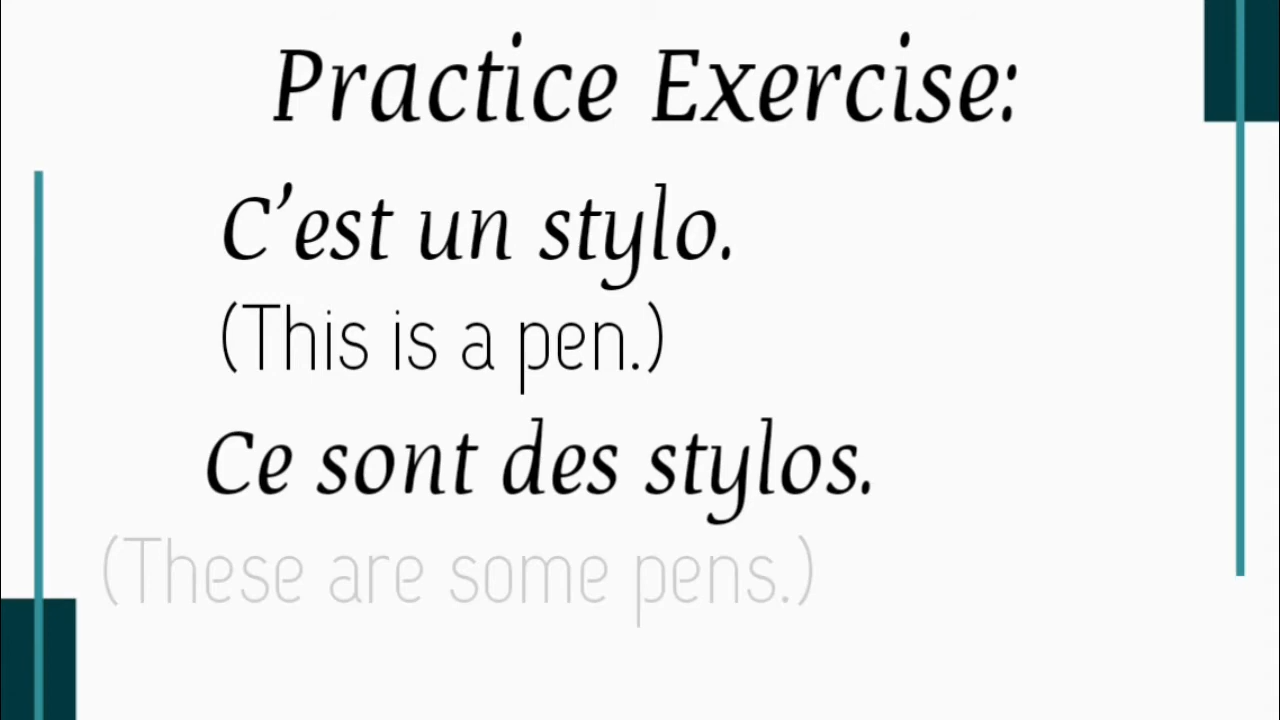 Practice Exercise:
C’est un stylo.
(This is a pen.)
Ce sont des stylos.
(These are some pens.)